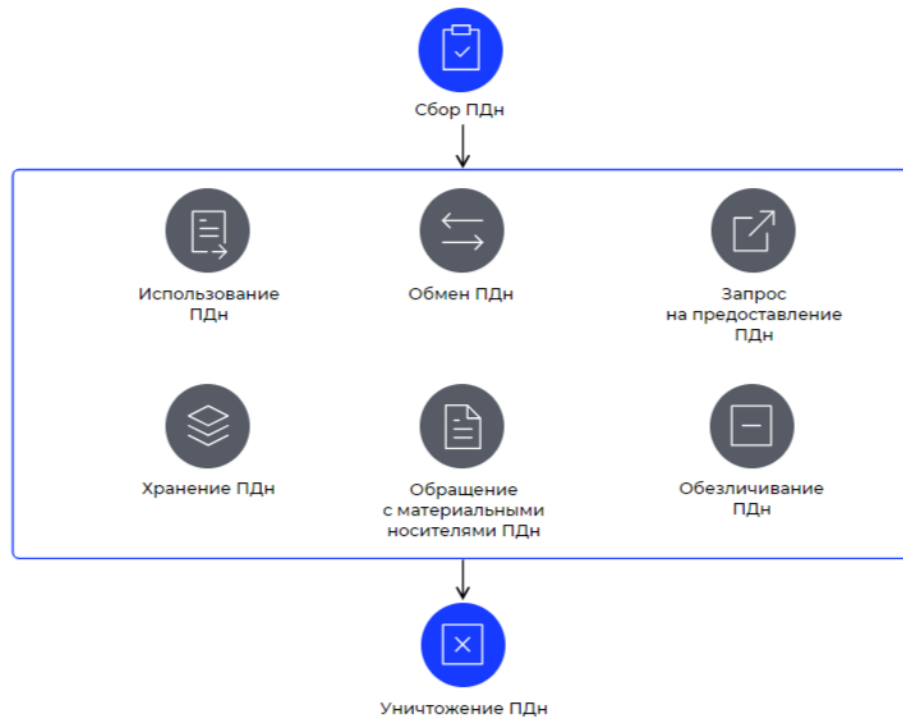 Сбор ПДн
Использование
ПДн
Обмен ПДн
Запрос
на предоставление
ПДн
Хранение ПДн
Обращение
с материальными
носителями ПДн
Обезличивание
ПДн
Уничтожение ПДн